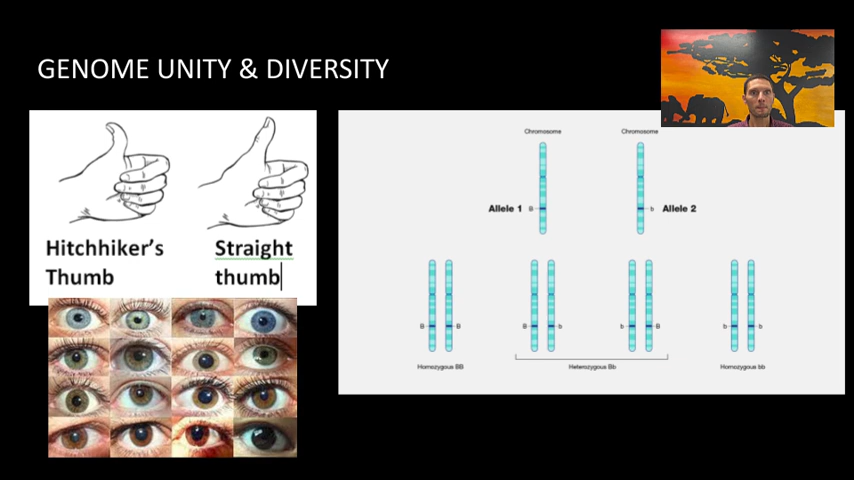 GENOME UNITY & DIVERSITY
Hitchhiker's
Thumb
Straight
thumb
Chromosome
Chromosome
Allele 1 B
b Allele 2
B B
B b
b B
b b
Homozygous BB
Heterozygous Bb
Homozygous bb